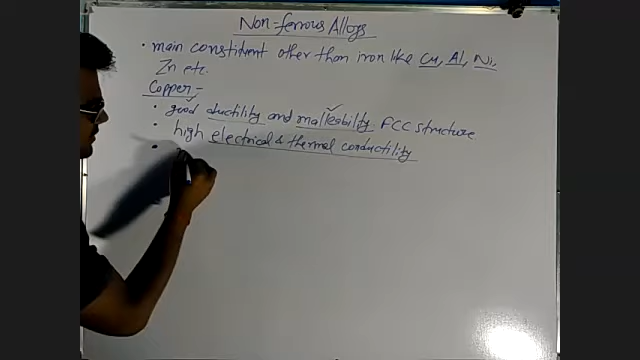 Non-ferrous Alloys
• main constituent other than iron like Cu, Al, Ni,
Zn etc.
Copper,-
• good ductility and malleability. FCC structure
• high electrical & thermal conductility
•